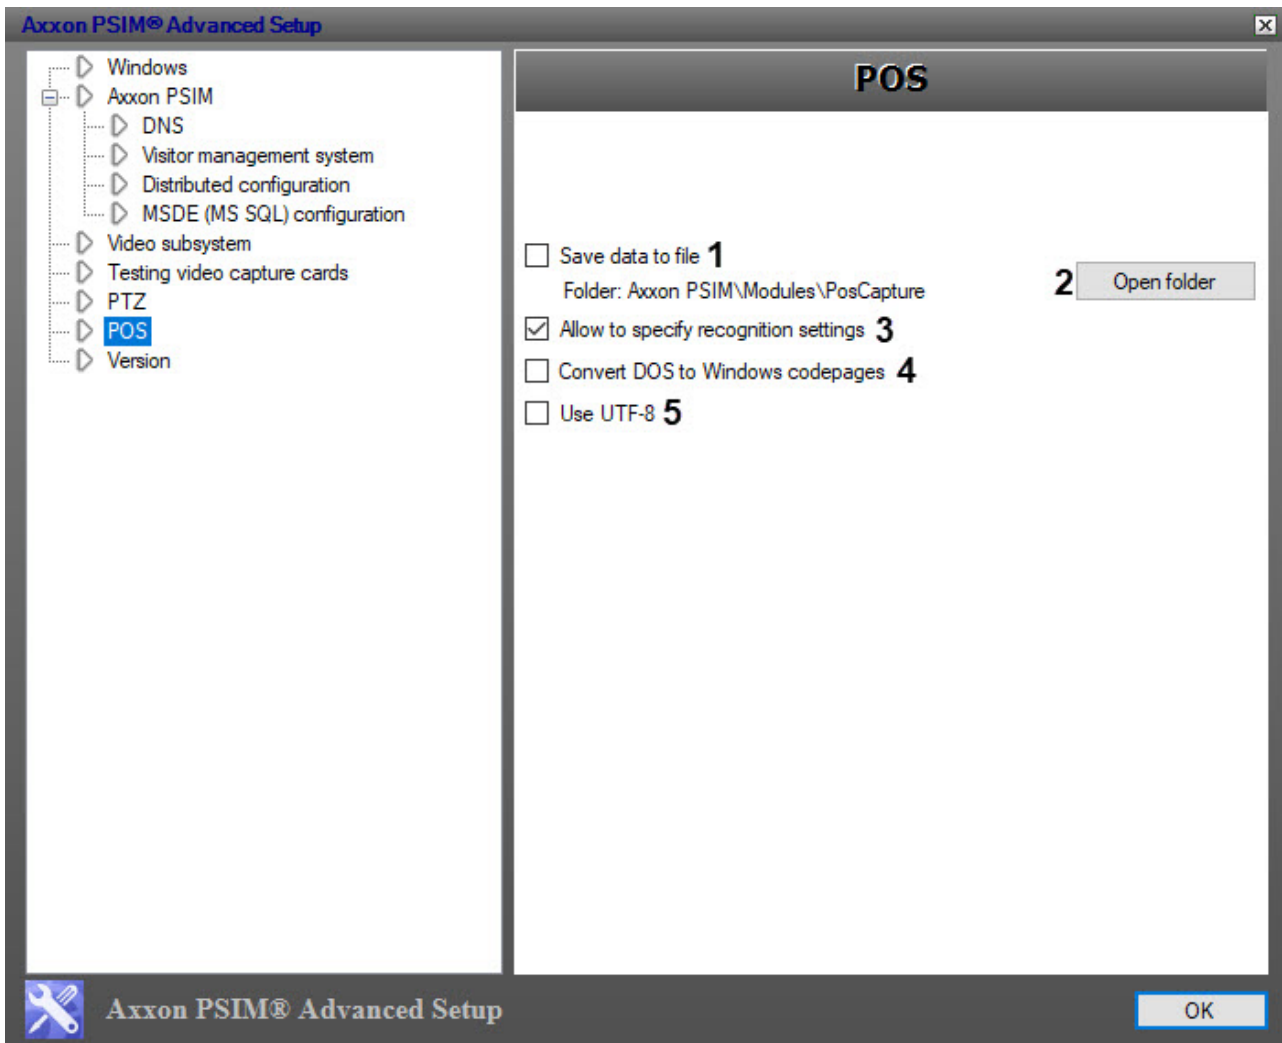 Axxon PSIM® Advanced Setup
Windows
Axxon PSIM
DNS
Visitor management system
Distributed configuration
MSDE (MS SQL) configuration
Video subsystem
Testing video capture cards
PTZ
POS
Version
POS
Save data to file 1
Folder: Axxon PSIM\Modules\PosCapture
2 Open folder
Allow to specify recognition settings 3
Convert DOS to Windows codepages 4
Use UTF-8 5
Axxon PSIM® Advanced Setup
OK